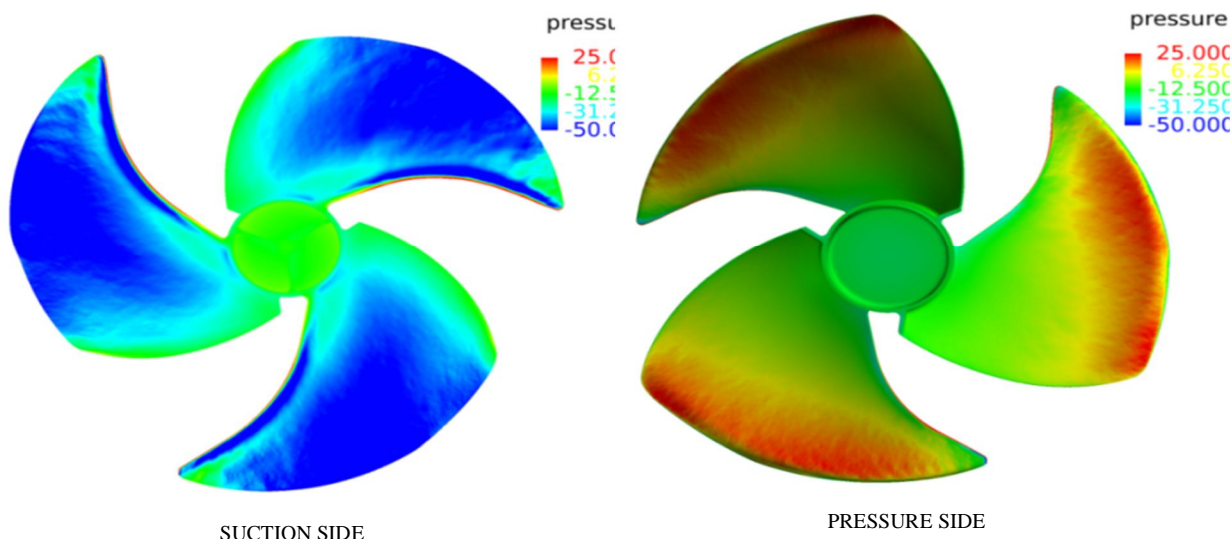 pressu
25.0
6.2
-12.5
-31.2
-50.0
pressure
25.000
6.250
-12.500
-31.250
-50.000
SUCTION SIDE
PRESSURE SIDE